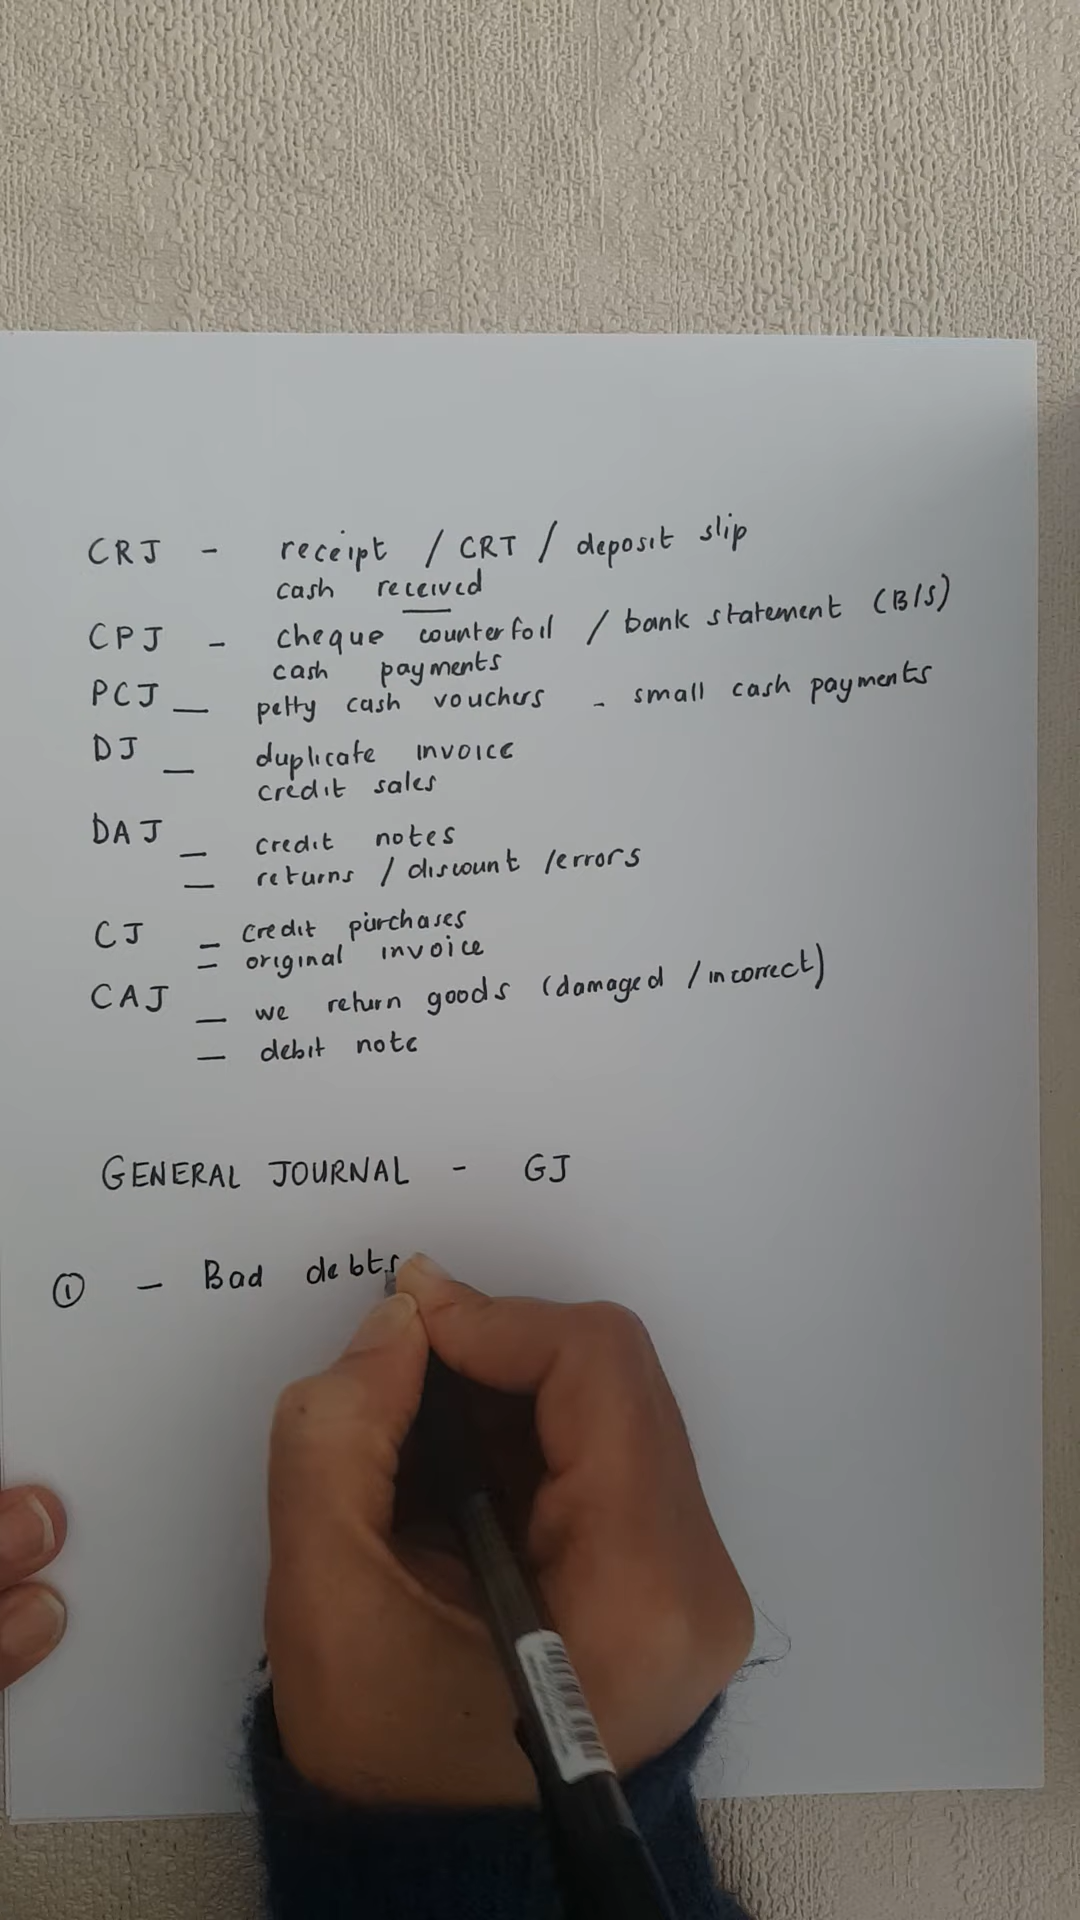 CRJ - receipt / CRT / deposit slip
cash received
CPJ - cheque counterfoil / bank statement (B/S)
cash payments
PCJ - petty cash vouchers - small cash payments
DJ - duplicate invoice
credit sales
DAJ - credit notes
- returns / discount / errors
CJ - credit purchases
- original invoice
CAJ - we return goods (damaged / incorrect)
- debit note
GENERAL JOURNAL - GJ
① - Bad debts